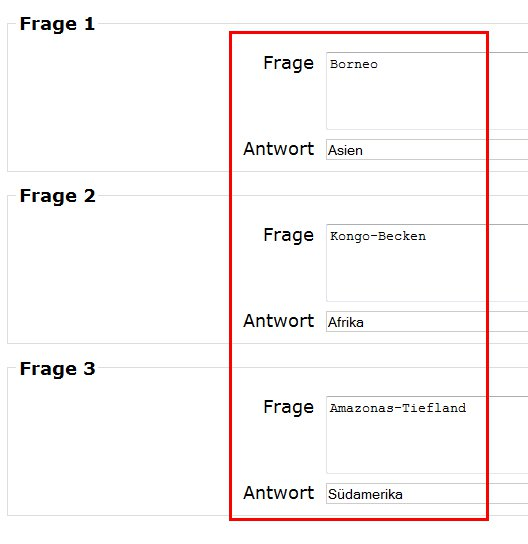 Frage 1
Frage Borneo
Antwort Asien
Frage 2
Frage Kongo-Becken
Antwort Afrika
Frage 3
Frage Amazonas-Tiefland
Antwort Südamerika